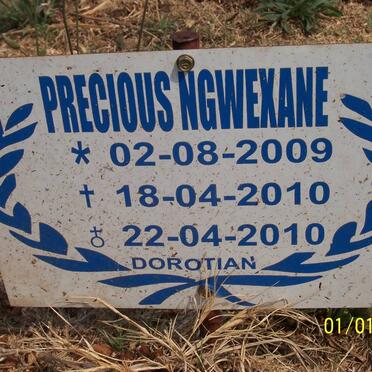 PRECIOUS NGWEXANE
* 02-08-2009
† 18-04-2010
♁ 22-04-2010
DOROTIAN
01/01